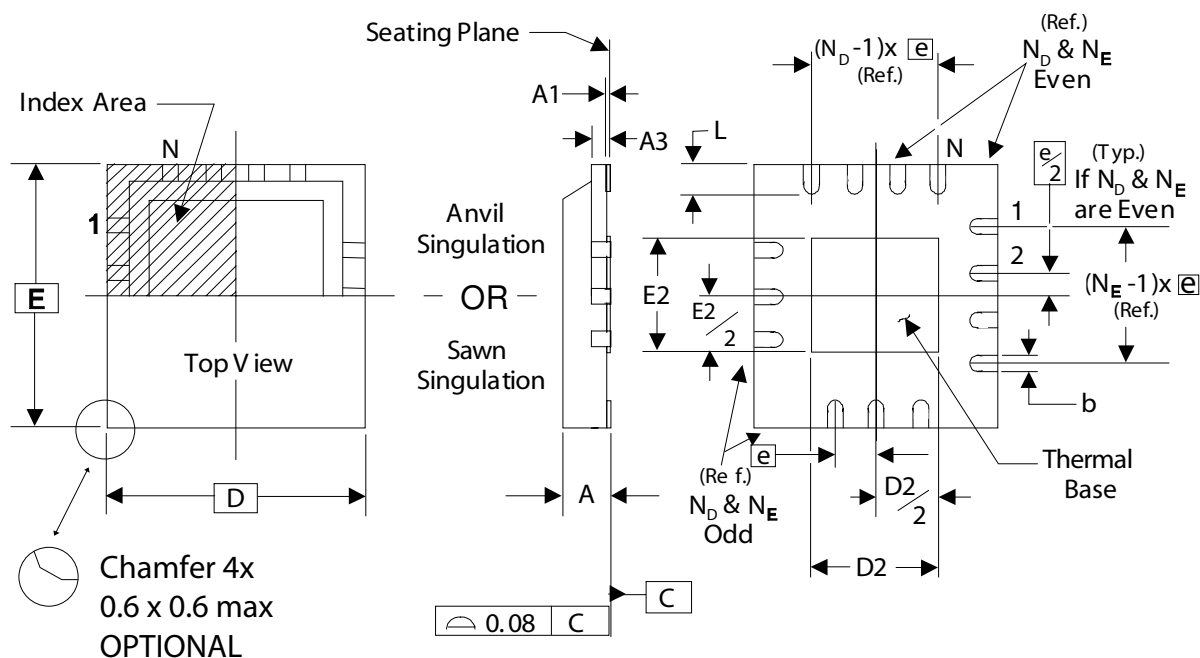 Seating Plane
Index Area
N
1
E
Top View
D
Chamfer 4x
0.6 x 0.6 max
OPTIONAL
A1
A3
Anvil
Singulation
OR
Sawn
Singulation
A
0.08 C
C
(N_D-1)x e
(Ref.)
(Ref.)
N_D & N_E
Even
L
N
e/2
(Typ.)
If N_D & N_E
are Even
1
2
(N_E-1)x e
(Ref.)
E2
E2/2
b
Thermal
Base
e
(Ref.)
N_D & N_E
Odd
D2/2
D2